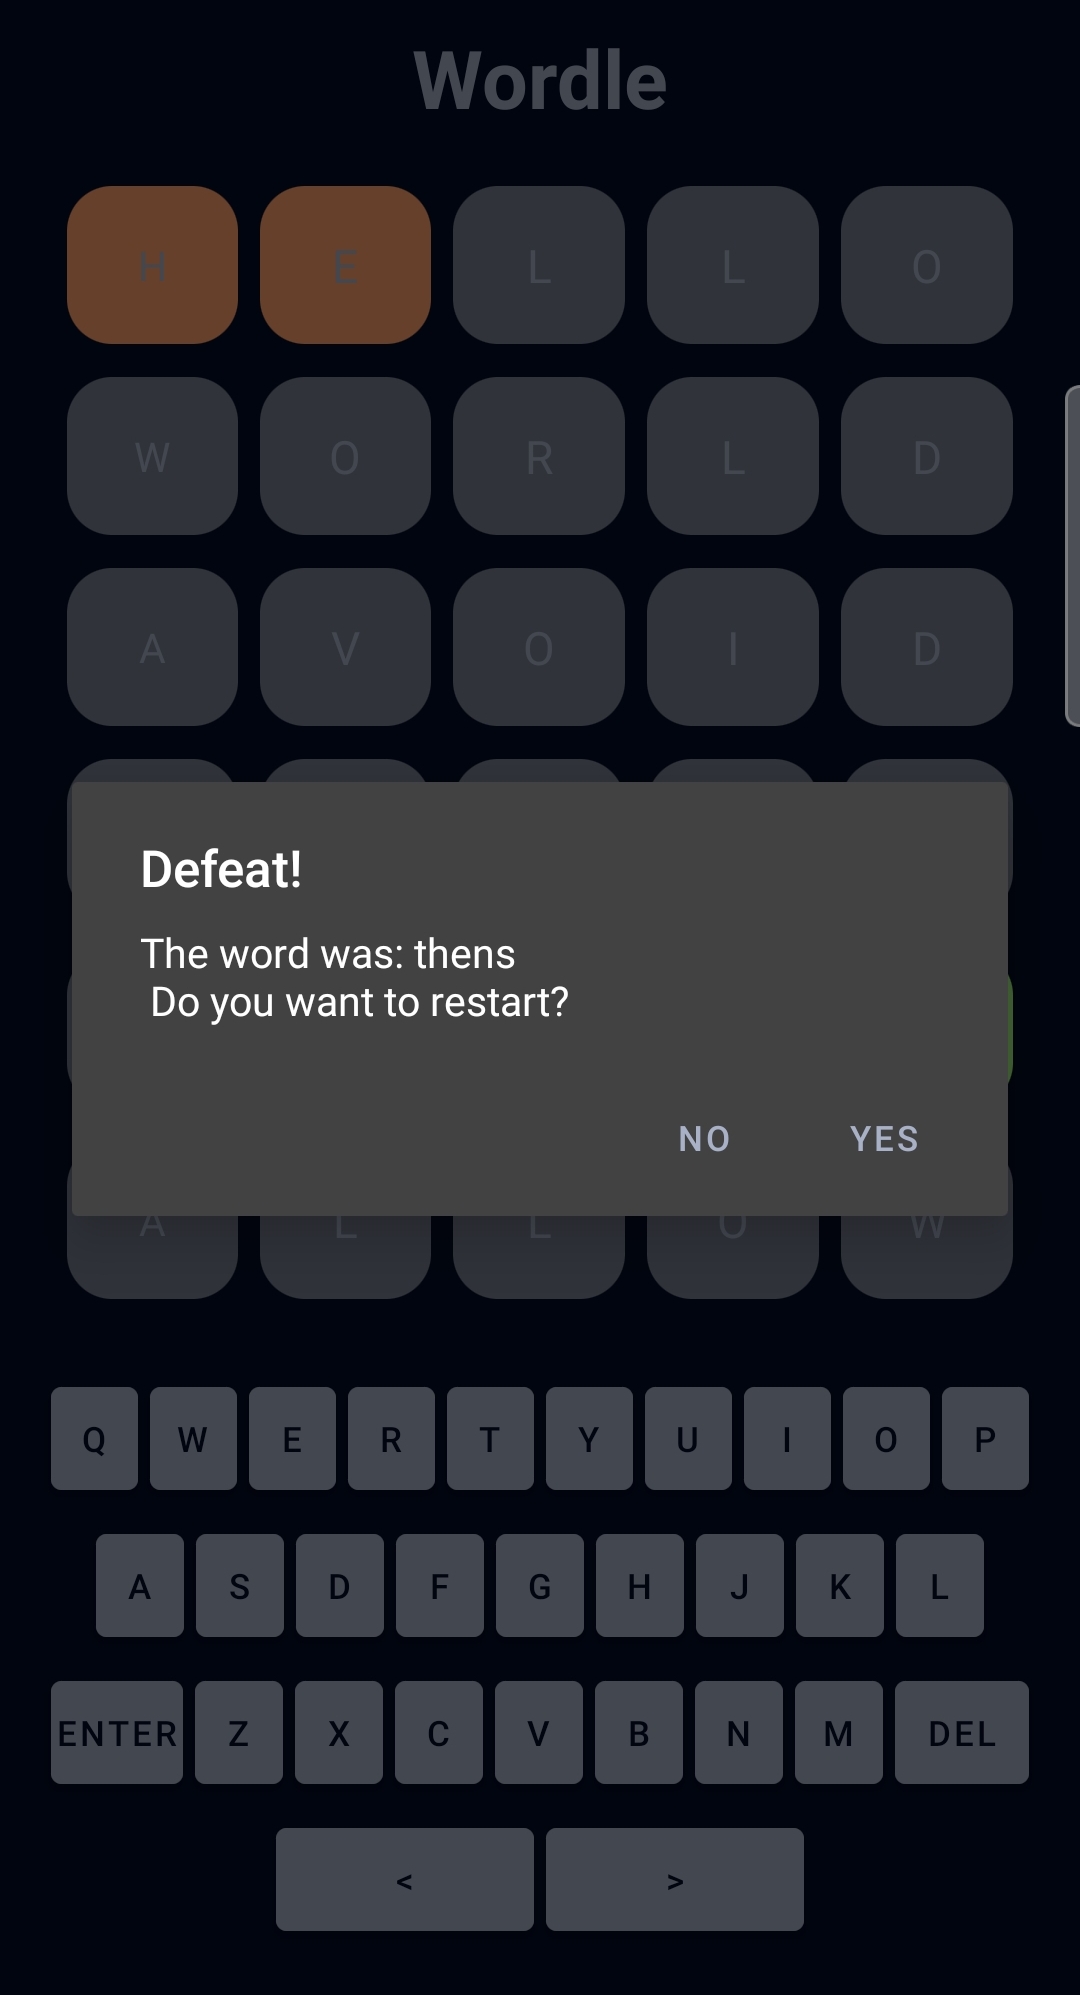 Wordle
H E L L O
W O R L D
A V O I D
Defeat!
The word was: thens
Do you want to restart?
NO YES
A L L O W
Q W E R T Y U I O P
A S D F G H J K L
ENTER Z X C V B N M DEL
< >